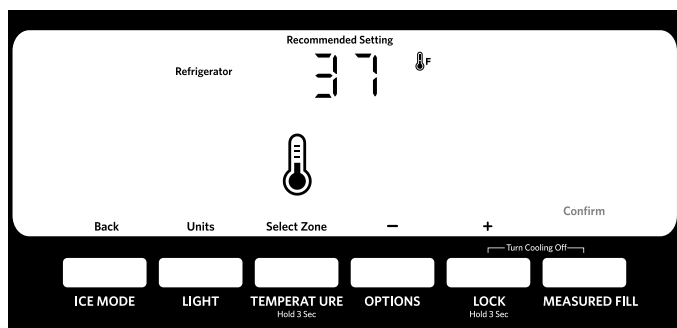 Recommended Setting
Refrigerator 37 F
Confirm
Back Units Select Zone − +
Turn Cooling Off
ICE MODE LIGHT TEMPERAT URE OPTIONS LOCK MEASURED FILL
Hold 3 Sec Hold 3 Sec